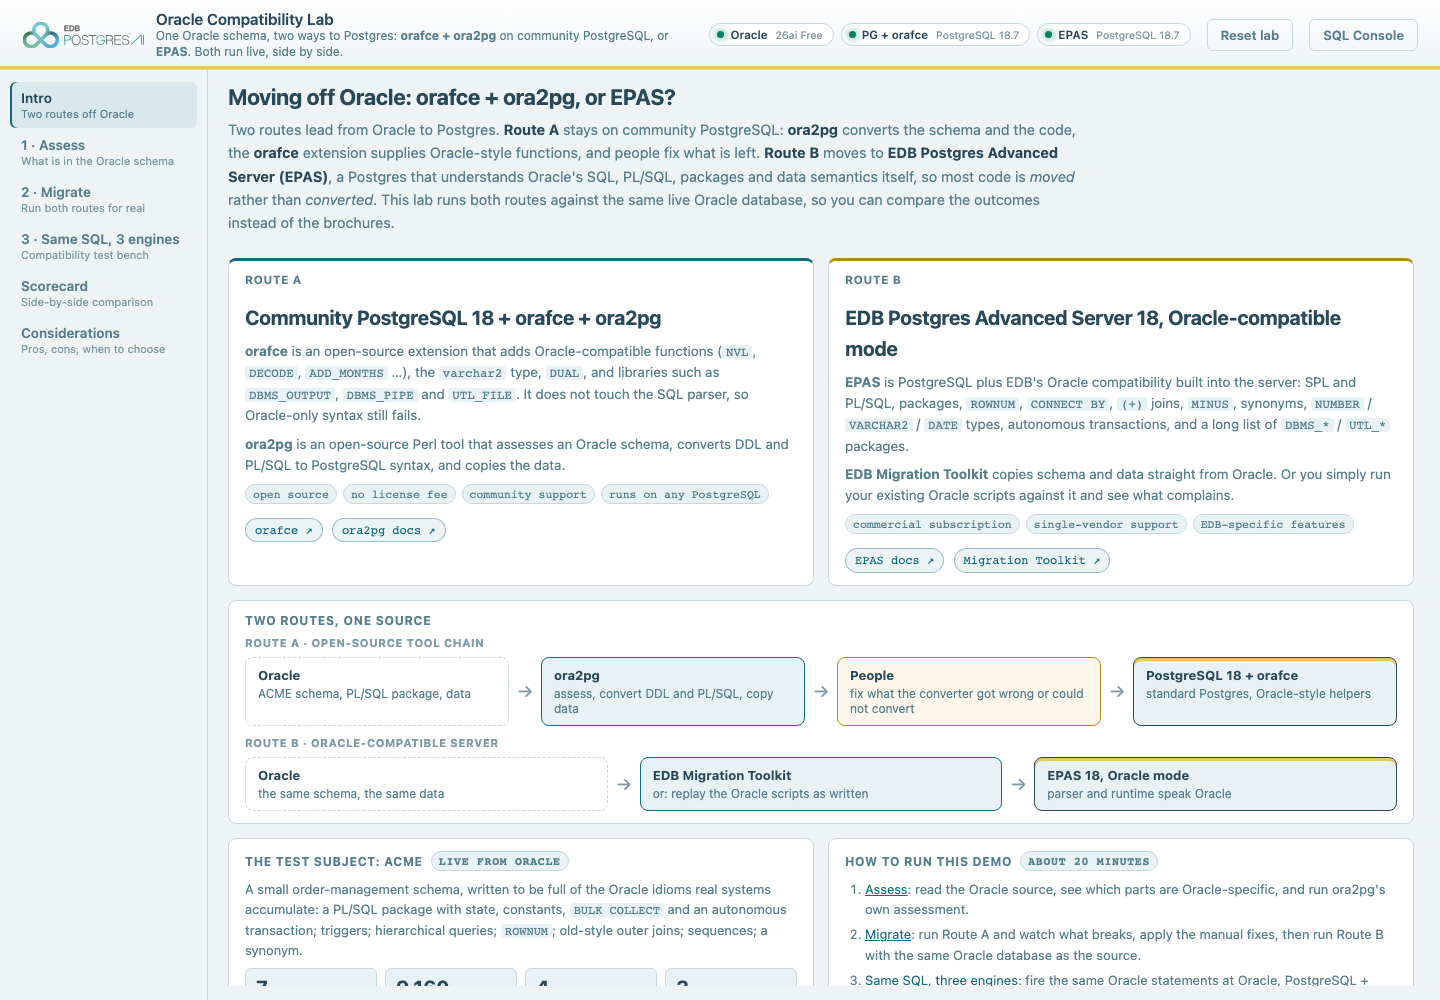 EDB
POSTGRES AI
Oracle Compatibility Lab
One Oracle schema, two ways to Postgres: orafce + ora2pg on community PostgreSQL, or
EPAS. Both run live, side by side.
Oracle 26ai Free
PG + orafce PostgreSQL 18.7
EPAS PostgreSQL 18.7
Reset lab
SQL Console
Intro
Two routes off Oracle
1 · Assess
What is in the Oracle schema
2 · Migrate
Run both routes for real
3 · Same SQL, 3 engines
Compatibility test bench
Scorecard
Side-by-side comparison
Considerations
Pros, cons, when to choose
Moving off Oracle: orafce + ora2pg, or EPAS?
Two routes lead from Oracle to Postgres. Route A stays on community PostgreSQL: ora2pg converts the schema and the code,
the orafce extension supplies Oracle-style functions, and people fix what is left. Route B moves to EDB Postgres Advanced
Server (EPAS), a Postgres that understands Oracle's SQL, PL/SQL, packages and data semantics itself, so most code is moved
rather than converted. This lab runs both routes against the same live Oracle database, so you can compare the outcomes
instead of the brochures.
ROUTE A
Community PostgreSQL 18 + orafce + ora2pg
orafce is an open-source extension that adds Oracle-compatible functions ( NVL ,
DECODE , ADD_MONTHS …), the varchar2 type, DUAL, and libraries such as
DBMS_OUTPUT , DBMS_PIPE and UTL_FILE. It does not touch the SQL parser, so
Oracle-only syntax still fails.
ora2pg is an open-source Perl tool that assesses an Oracle schema, converts DDL and
PL/SQL to PostgreSQL syntax, and copies the data.
open source
no license fee
community support
runs on any PostgreSQL
orafce ↗
ora2pg docs ↗
ROUTE B
EDB Postgres Advanced Server 18, Oracle-compatible
mode
EPAS is PostgreSQL plus EDB's Oracle compatibility built into the server: SPL and
PL/SQL, packages, ROWNUM , CONNECT BY , (+) joins, MINUS, synonyms, NUMBER /
VARCHAR2 / DATE types, autonomous transactions, and a long list of DBMS_* / UTL_*
packages.
EDB Migration Toolkit copies schema and data straight from Oracle. Or you simply run
your existing Oracle scripts against it and see what complains.
commercial subscription
single-vendor support
EDB-specific features
EPAS docs ↗
Migration Toolkit ↗
TWO ROUTES, ONE SOURCE
ROUTE A · OPEN-SOURCE TOOL CHAIN
Oracle
ACME schema, PL/SQL package, data
→
ora2pg
assess, convert DDL and PL/SQL, copy
data
→
People
fix what the converter got wrong or could
not convert
→
PostgreSQL 18 + orafce
standard Postgres, Oracle-style helpers
ROUTE B · ORACLE-COMPATIBLE SERVER
Oracle
the same schema, the same data
→
EDB Migration Toolkit
or: replay the Oracle scripts as written
→
EPAS 18, Oracle mode
parser and runtime speak Oracle
THE TEST SUBJECT: ACME LIVE FROM ORACLE
A small order-management schema, written to be full of the Oracle idioms real systems
accumulate: a PL/SQL package with state, constants, BULK COLLECT and an autonomous
transaction; triggers; hierarchical queries; ROWNUM; old-style outer joins; sequences; a
synonym.
HOW TO RUN THIS DEMO ABOUT 20 MINUTES
1. Assess: read the Oracle source, see which parts are Oracle-specific, and run ora2pg's
own assessment.
2. Migrate: run Route A and watch what breaks, apply the manual fixes, then run Route B
with the same Oracle database as the source.
3. Same SQL, three engines: fire the same Oracle statements at Oracle, PostgreSQL +